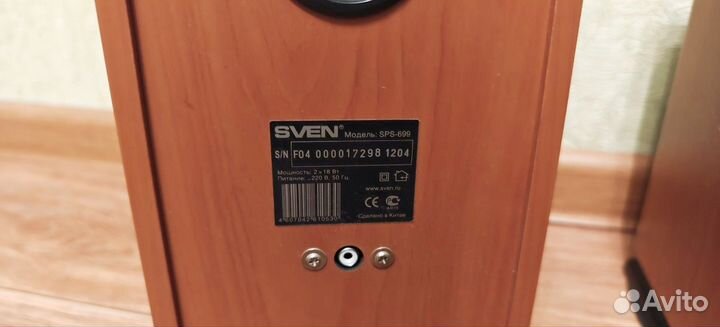 SVEN® Модель: SPS-699
S/N F04 000017298 1204
Мощность: 2×18 Вт
Питание: ~220 В, 50 Гц
www.sven.ru
CE
Сделано в Китае
Avito